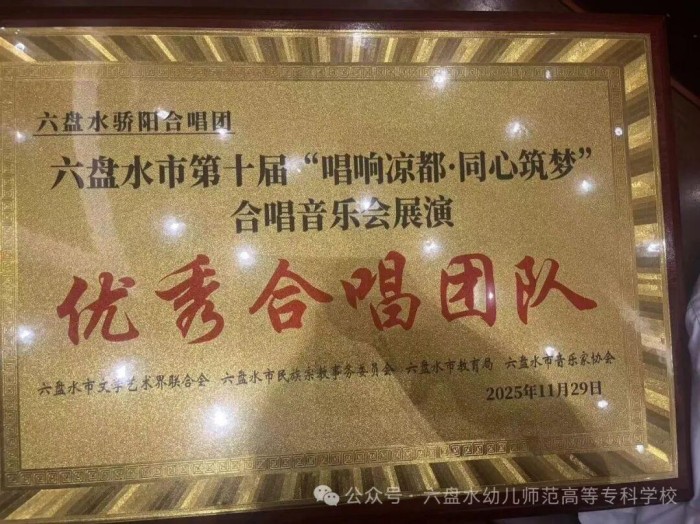 六盘水骄阳合唱团
六盘水市第十届“唱响凉都·同心筑梦”
合唱音乐会展演
优秀合唱团队
六盘水市文学艺术界联合会 六盘水市民族宗教事务委员会 六盘水市教育局 六盘水市音乐家协会
2025年11月29日
公众号·六盘水幼儿师范高等专科学校